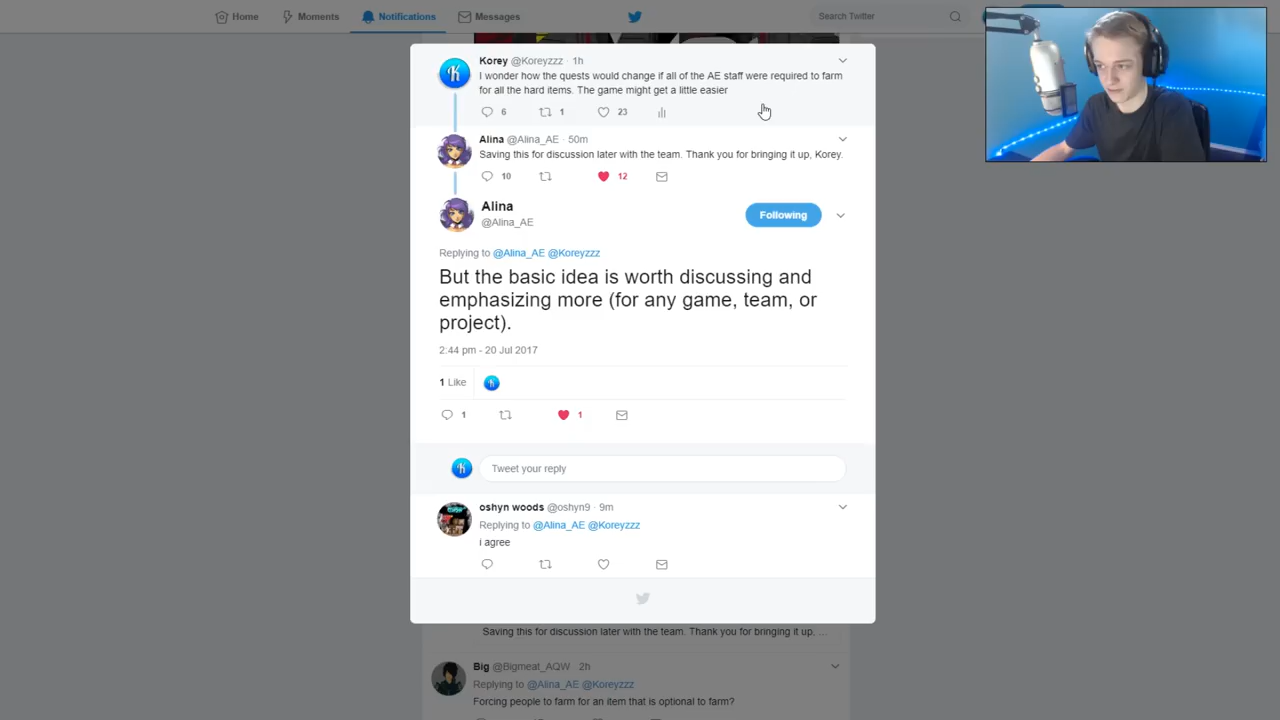 Home
Moments
Notifications
Messages
Search Twitter
Korey @Koreyzzz · 1h
I wonder how the quests would change if all of the AE staff were required to farm
for all the hard items. The game might get a little easier
6 1 23
Alina @Alina_AE · 50m
Saving this for discussion later with the team. Thank you for bringing it up, Korey.
10 12
Alina
@Alina_AE
Following
Replying to @Alina_AE @Koreyzzz
But the basic idea is worth discussing and
emphasizing more (for any game, team, or
project).
2:44 pm - 20 Jul 2017
1 Like
1 1
Tweet your reply
oshyn woods @oshyn9 · 9m
Replying to @Alina_AE @Koreyzzz
i agree
Saving this for discussion later with the team. Thank you for bringing it up, ...
Big @Bigmeat_AQW 2h
Replying to @Alina_AE @Koreyzzz
Forcing people to farm for an item that is optional to farm?